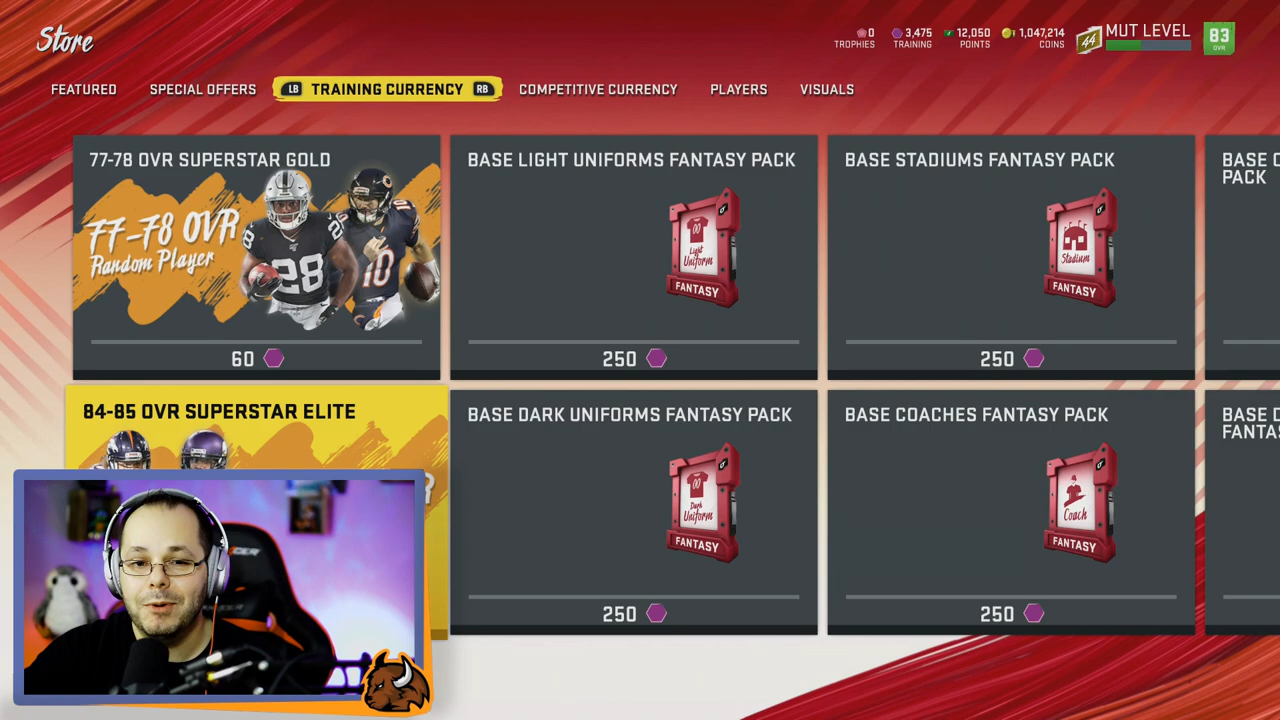 Store
0
TROPHIES
3,475
TRAINING
12,050
POINTS
1,047,214
COINS
44
MUT LEVEL
83
OVR
FEATURED
SPECIAL OFFERS
LB
TRAINING CURRENCY
RB
COMPETITIVE CURRENCY
PLAYERS
VISUALS
77-78 OVR SUPERSTAR GOLD
77-78 OVR
Random Player
28
10
60
BASE LIGHT UNIFORMS FANTASY PACK
Light
Uniform
FANTASY
250
BASE STADIUMS FANTASY PACK
Stadium
FANTASY
250
PACK
84-85 OVR SUPERSTAR ELITE
BASE DARK UNIFORMS FANTASY PACK
Dark
Uniform
FANTASY
250
BASE COACHES FANTASY PACK
Coach
FANTASY
250